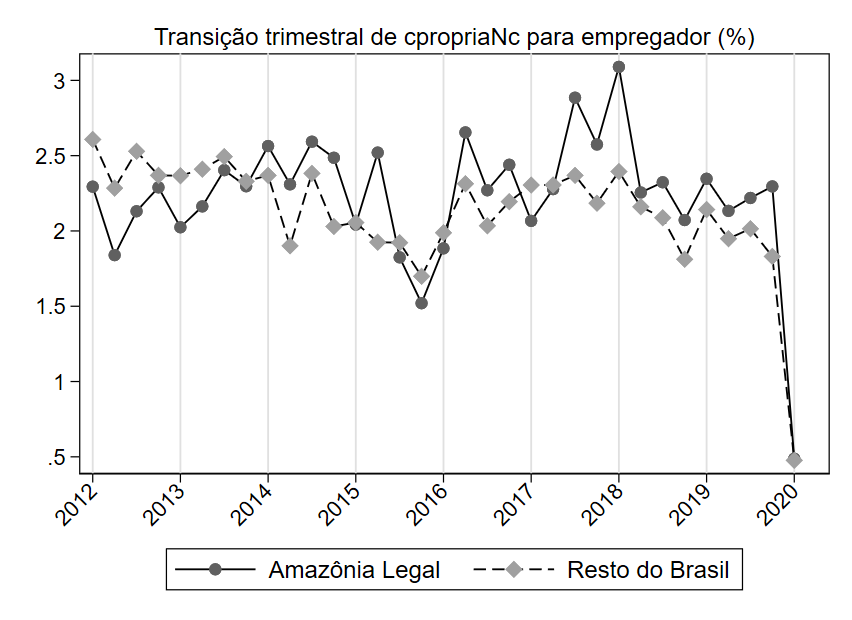 Transição trimestral de cpropriaNc para empregador (%)
3
2.5
2
1.5
1
.5
2012 2013 2014 2015 2016 2017 2018 2019 2020
Amazônia Legal Resto do Brasil